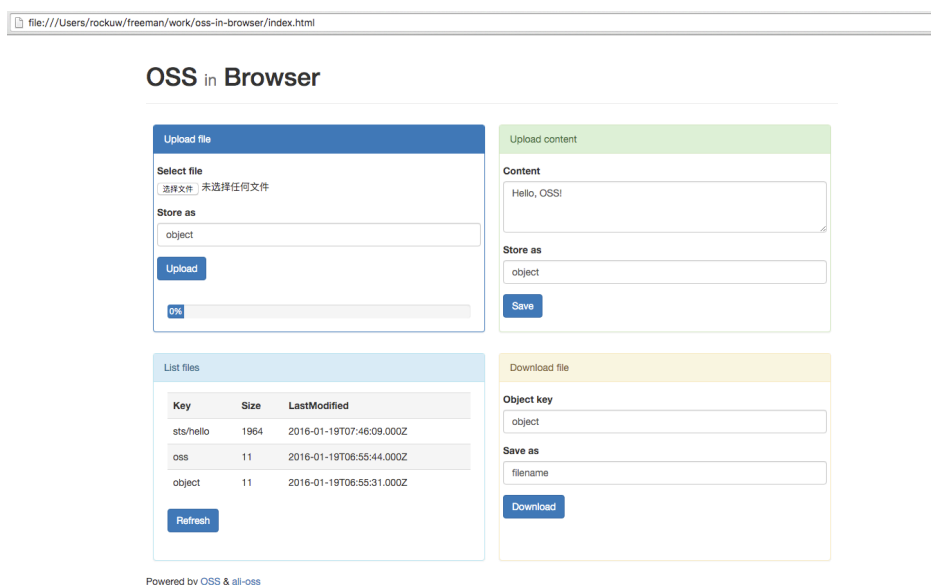 file:///Users/rockuw/freeman/work/oss-in-browser/index.html
OSS in Browser
Upload file
Select file
选择文件 未选择任何文件
Store as
object
Upload
0%
Upload content
Content
Hello, OSS!
Store as
object
Save
List files
Key Size LastModified
sts/hello 1964 2016-01-19T07:46:09.000Z
oss 11 2016-01-19T06:55:44.000Z
object 11 2016-01-19T06:55:31.000Z
Refresh
Download file
Object key
object
Save as
filename
Download
Powered by OSS & ali-oss